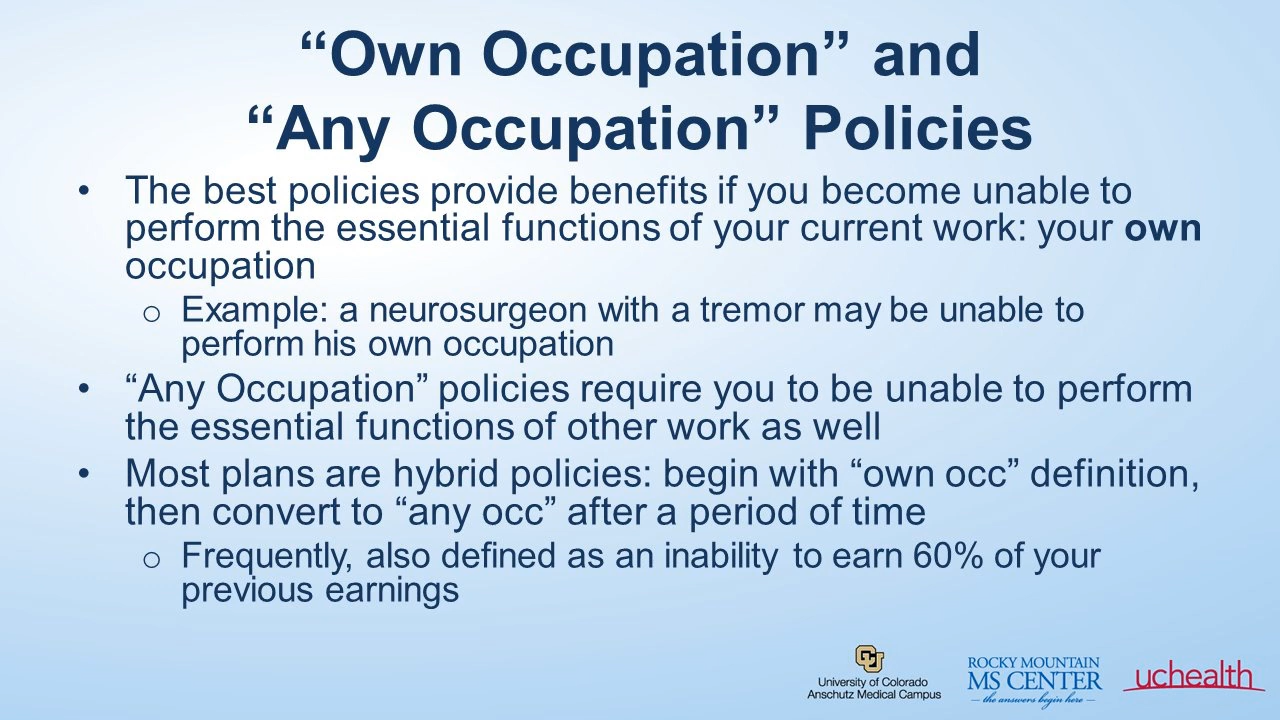 “Own Occupation” and
“Any Occupation” Policies
• The best policies provide benefits if you become unable to
perform the essential functions of your current work: your own
occupation
o Example: a neurosurgeon with a tremor may be unable to
perform his own occupation
• “Any Occupation” policies require you to be unable to perform
the essential functions of other work as well
• Most plans are hybrid policies: begin with “own occ” definition,
then convert to “any occ” after a period of time
o Frequently, also defined as an inability to earn 60% of your
previous earnings
CU
University of Colorado
Anschutz Medical Campus
ROCKY MOUNTAIN
MS CENTER
— the answers begin here —
uchealth